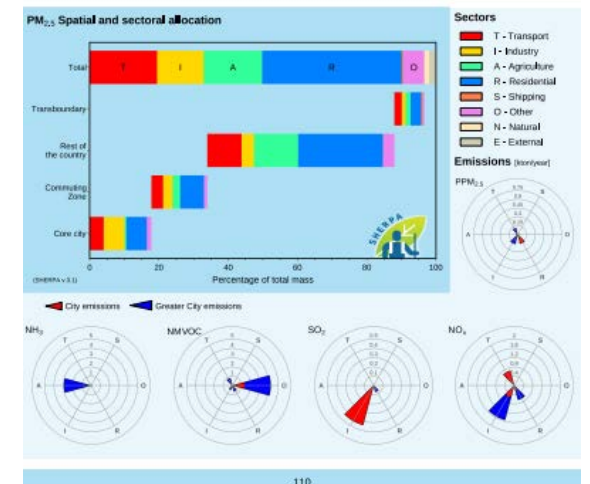 PM2.5 Spatial and sectoral allocation
Total
T I A R O
Transboundary
Rest of
the country
Commuting
Zone
Core city
0 20 40 60 80 100
Percentage of total mass
(SHERPA v 3.1)
SHERPA
Sectors
T - Transport
I - Industry
A - Agriculture
R - Residential
S - Shipping
O - Other
N - Natural
E - External
Emissions [kton/year]
PPM2.5
T S
A O
I R
City emissions Greater City emissions
NH3
T S
A O
I R
NMVOC
T S
A O
I R
SO2
T S
A O
I R
NOx
T S
A O
I R
110